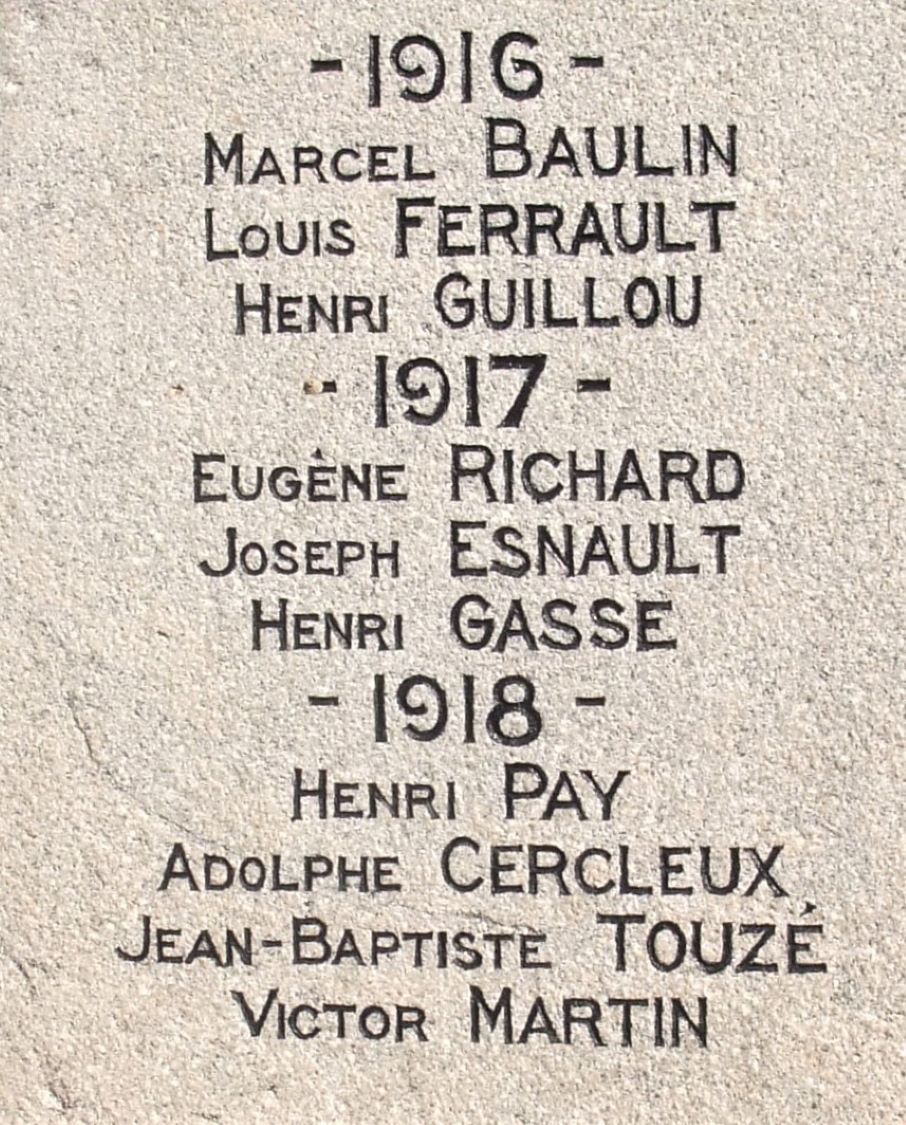 - 1916 -
MARCEL BAULIN
LOUIS FERRAULT
HENRI GUILLOU
- 1917 -
EUGÈNE RICHARD
JOSEPH ESNAULT
HENRI GASSE
- 1918 -
HENRI PAY
ADOLPHE CERCLEUX
JEAN-BAPTISTE TOUZÉ
VICTOR MARTIN